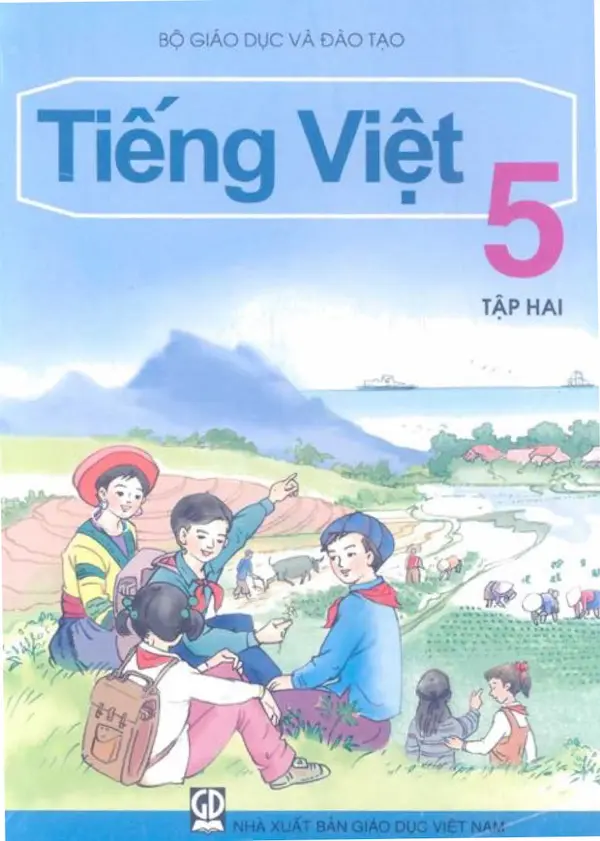 BỘ GIÁO DỤC VÀ ĐÀO TẠO
Tiếng Việt
5
TẬP HAI
GD
NHÀ XUẤT BẢN GIÁO DỤC VIỆT NAM